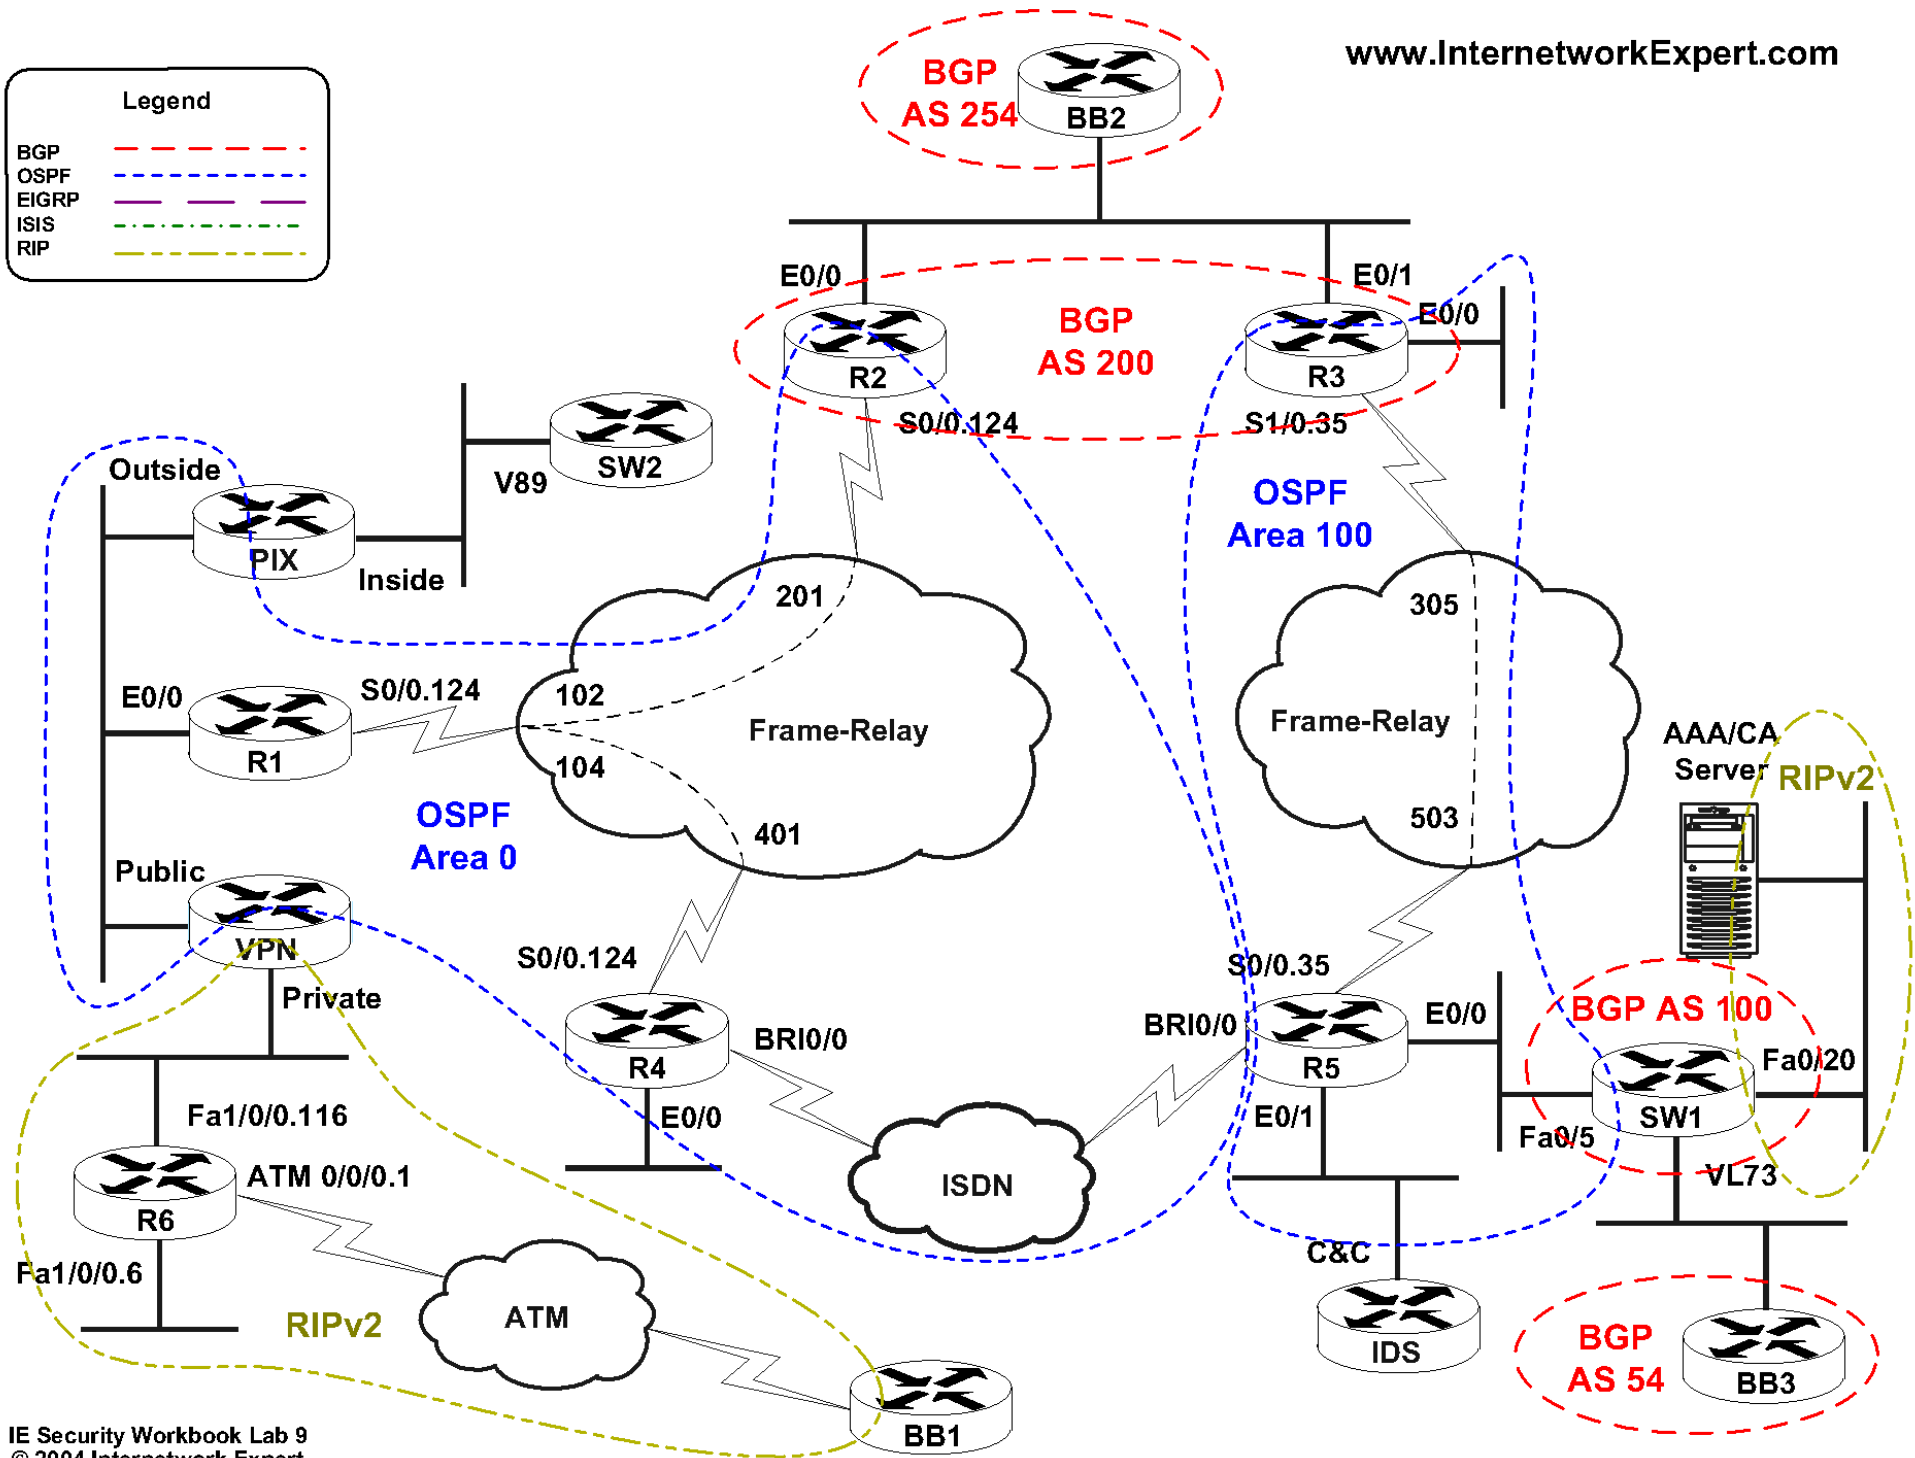 www.InternetworkExpert.com
Legend
BGP
OSPF
EIGRP
ISIS
RIP
BGP
AS 254
BB2
E0/0
E0/1
E0/0
BGP
AS 200
R2
R3
S0/0.124
S1/0.35
SW2
V89
Outside
PIX
Inside
OSPF
Area 100
201
305
102
S0/0.124
E0/0
R1
104
Frame-Relay
Frame-Relay
AAA/CA
Server
RIPv2
OSPF
Area 0
401
503
Public
VPN
Private
S0/0.124
S0/0.35
BGP AS 100
R4
BRI0/0
BRI0/0
R5
E0/0
Fa0/20
SW1
Fa0/5
E0/0
E0/1
Fa1/0/0.116
ATM 0/0/0.1
R6
ISDN
VL73
Fa1/0/0.6
C&C
RIPv2
ATM
IDS
BGP
AS 54
BB3
BB1
IE Security Workbook Lab 9
© 2004 Internetwork Expert